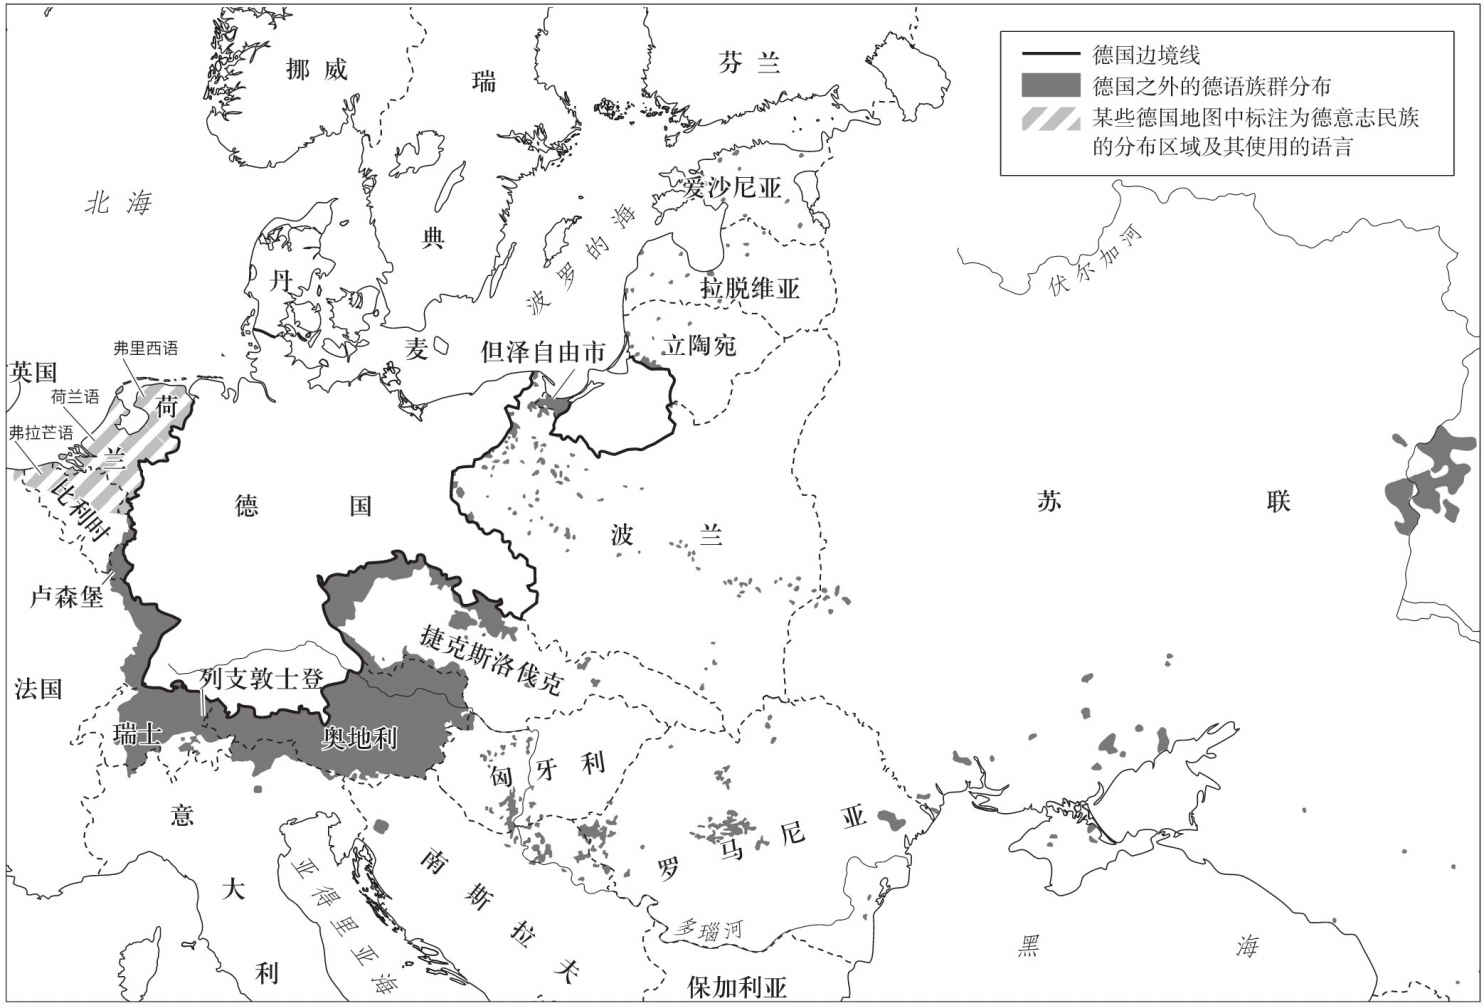 德国边境线
德国之外的德语族群分布
某些德国地图中标注为德意志民族
的分布区域及其使用的语言
挪威
瑞
芬兰
北海
爱沙尼亚
典
波罗的海
伏尔加河
丹
拉脱维亚
麦
弗里西语
但泽自由市
立陶宛
英国
荷兰语
荷
弗拉芒语
兰
比利时
德国
苏联
波兰
卢森堡
捷克斯洛伐克
列支敦士登
法国
瑞士
奥地利
匈牙利
意
罗马尼亚
南斯拉夫
大
亚得里亚海
多瑙河
黑海
利
保加利亚